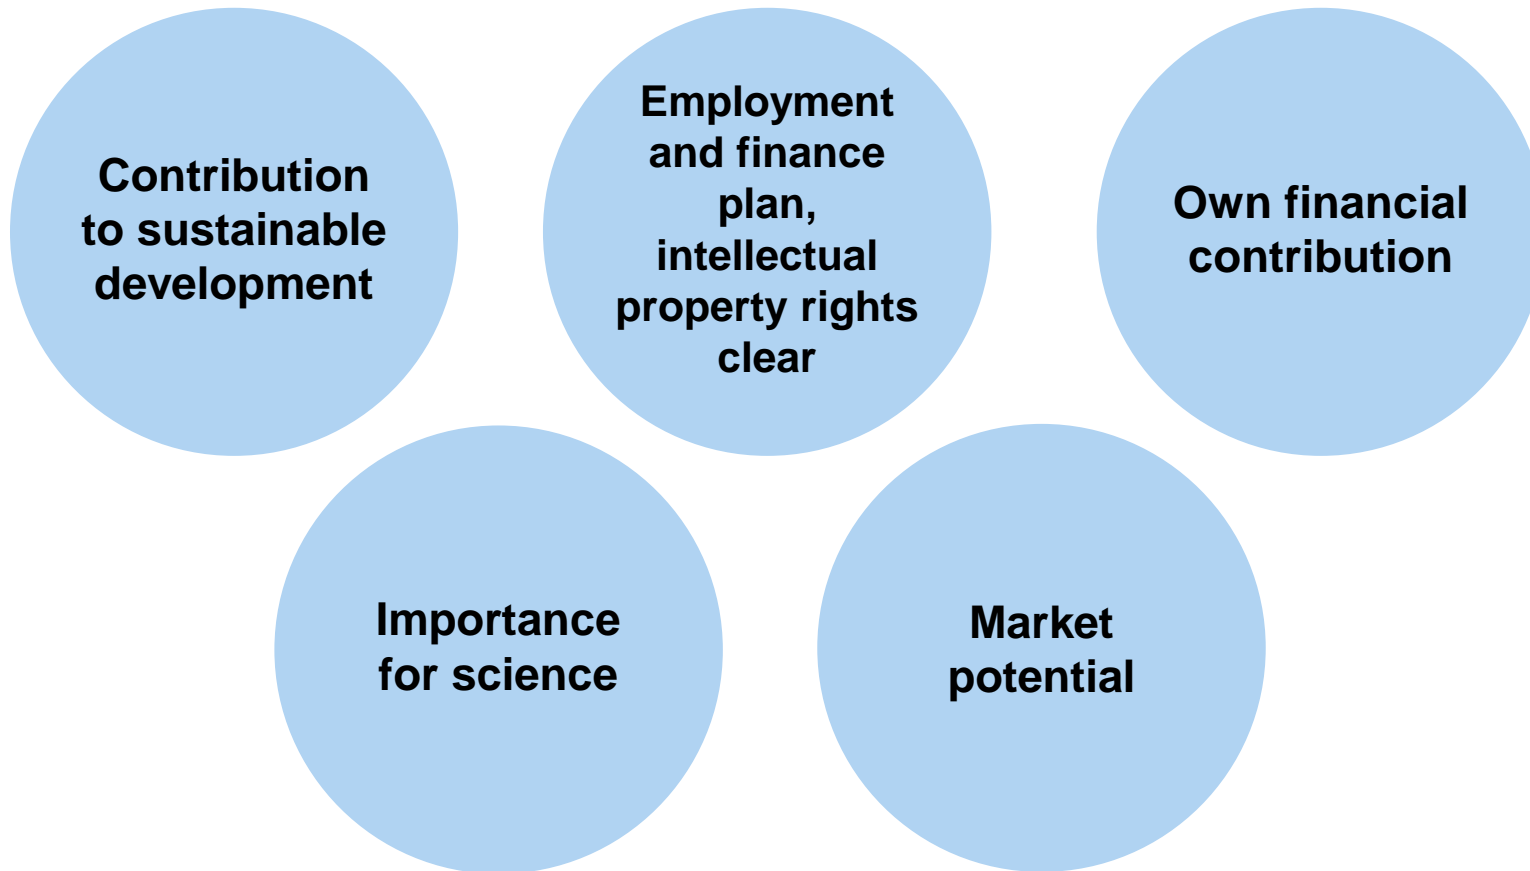 Contribution
to sustainable
development
Employment
and finance
plan,
intellectual
property rights
clear
Own financial
contribution
Importance
for science
Market
potential